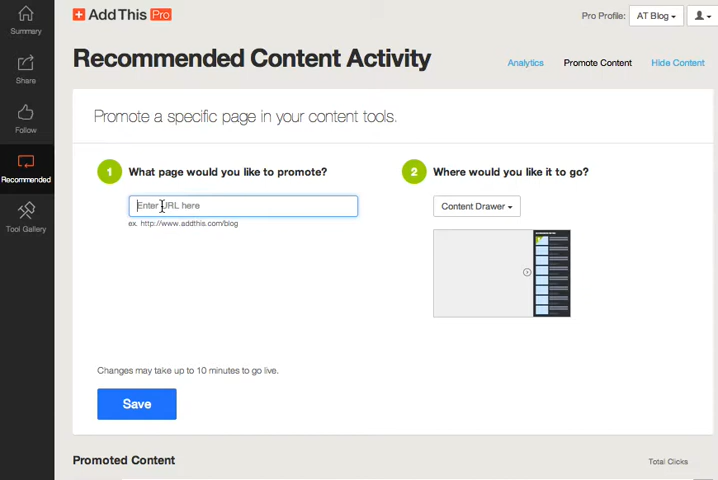 Summary
Share
Follow
Recommended
Tool Gallery
AddThis Pro
Pro Profile: AT Blog
Recommended Content Activity
Analytics Promote Content Hide Content
Promote a specific page in your content tools.
1 What page would you like to promote?
Enter URL here
ex. http://www.addthis.com/blog
2 Where would you like it to go?
Content Drawer
Changes may take up to 10 minutes to go live.
Save
Promoted Content Total Clicks